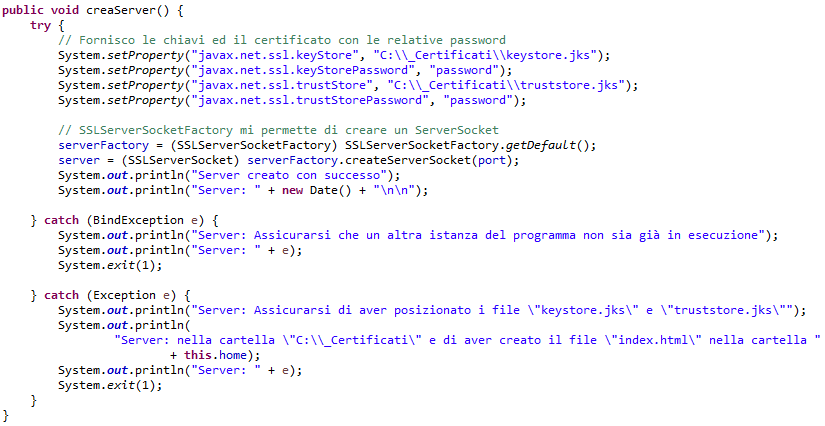 public void creaServer() {
    try {
        // Fornisco le chiavi ed il certificato con le relative password
        System.setProperty("javax.net.ssl.keyStore", "C:\\_Certificati\\keystore.jks");
        System.setProperty("javax.net.ssl.keyStorePassword", "password");
        System.setProperty("javax.net.ssl.trustStore", "C:\\_Certificati\\truststore.jks");
        System.setProperty("javax.net.ssl.trustStorePassword", "password");

        // SSLServerSocketFactory mi permette di creare un ServerSocket
        serverFactory = (SSLServerSocketFactory) SSLServerSocketFactory.getDefault();
        server = (SSLServerSocket) serverFactory.createServerSocket(port);
        System.out.println("Server creato con successo");
        System.out.println("Server: " + new Date() + "\n\n");

    } catch (BindException e) {
        System.out.println("Server: Assicurarsi che un altra istanza del programma non sia già in esecuzione");
        System.out.println("Server: " + e);
        System.exit(1);

    } catch (Exception e) {
        System.out.println("Server: Assicurarsi di aver posizionato i file \"keystore.jks\" e \"truststore.jks\"");
        System.out.println(
                "Server: nella cartella \"C:\\_Certificati\" e di aver creato il file \"index.html\" nella cartella "
                        + this.home);
        System.out.println("Server: " + e);
        System.exit(1);
    }
}